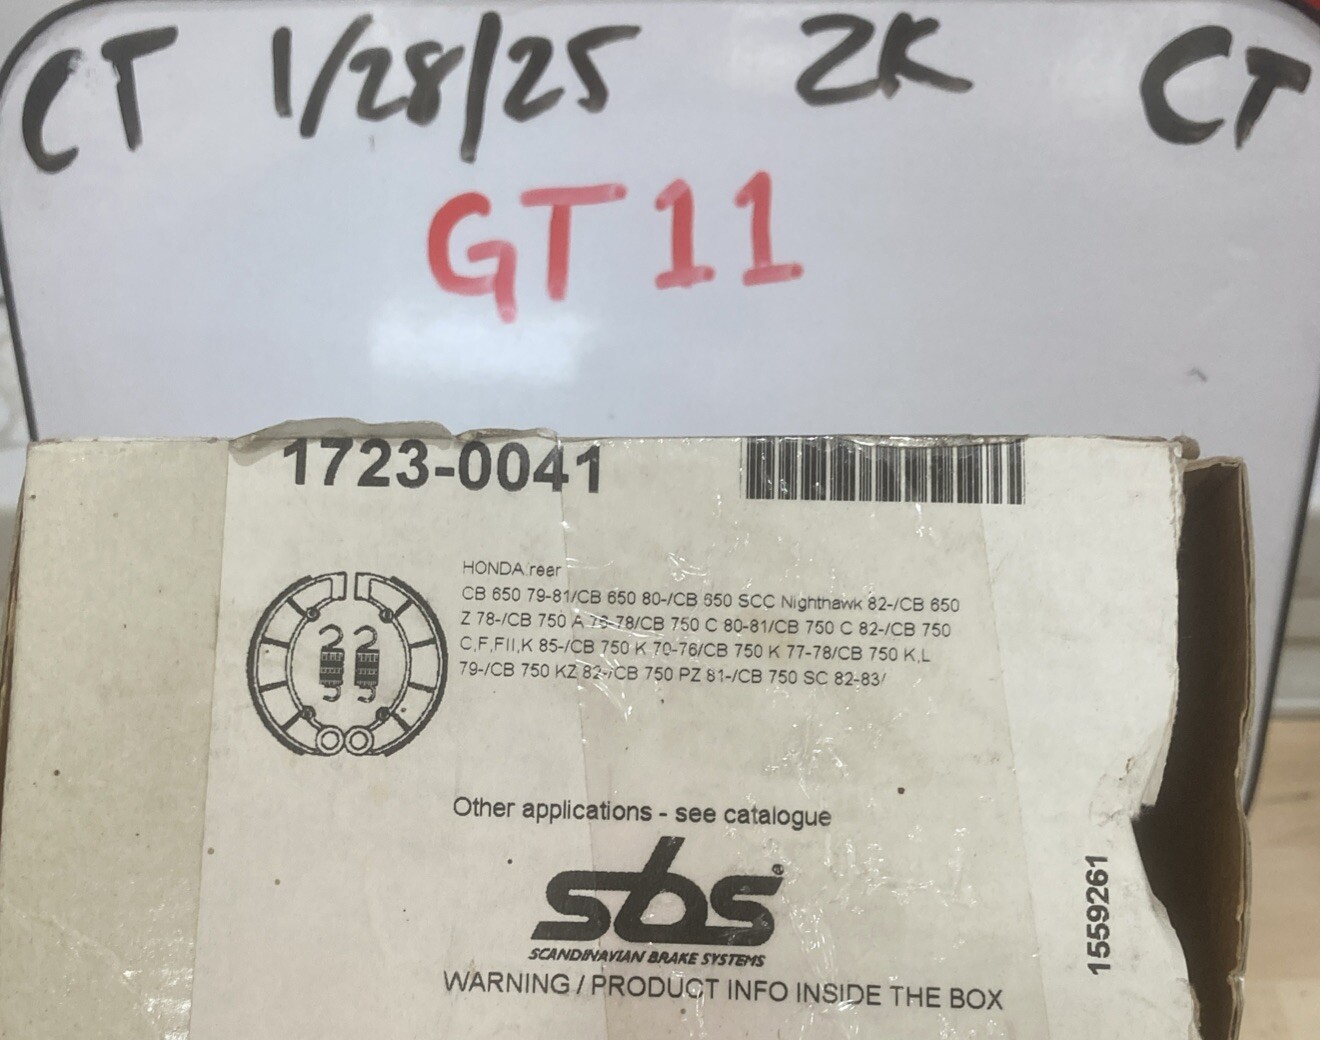 CT 1/28/25 2K CT
GT11
1723-0041
HONDA rear
CB 650 79-81/CB 650 80-/CB 650 SCC Nighthawk 82-/CB 650
Z 78-/CB 750 A 76-78/CB 750 C 80-81/CB 750 C 82-/CB 750
C,F,FII,K 85-/CB 750 K 70-76/CB 750 K 77-78/CB 750 K,L
79-/CB 750 KZ 82-/CB 750 PZ 81-/CB 750 SC 82-83/
Other applications - see catalogue
sbs®
SCANDINAVIAN BRAKE SYSTEMS
WARNING / PRODUCT INFO INSIDE THE BOX
1559261